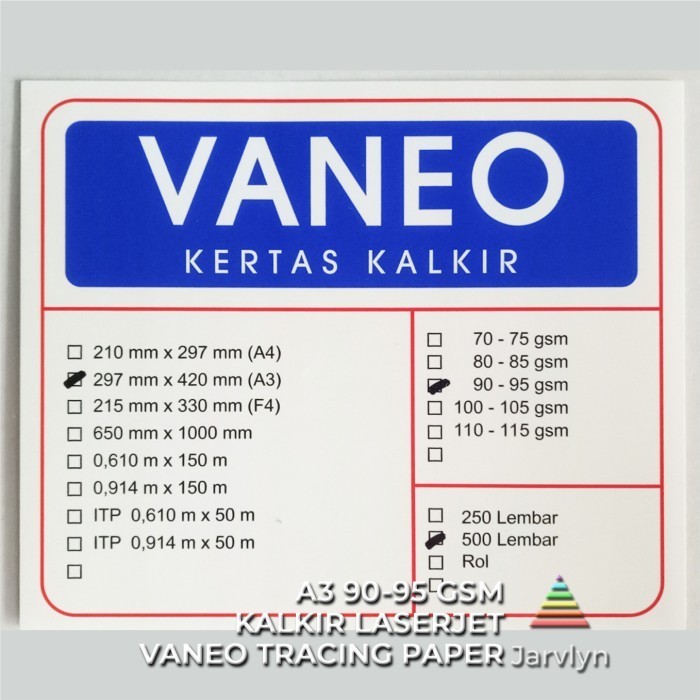 VANEO
KERTAS KALKIR
210 mm x 297 mm (A4)
297 mm x 420 mm (A3)
215 mm x 330 mm (F4)
650 mm x 1000 mm
0,610 m x 150 m
0,914 m x 150 m
ITP 0,610 m x 50 m
ITP 0,914 m x 50 m
70 - 75 gsm
80 - 85 gsm
90 - 95 gsm
100 - 105 gsm
110 - 115 gsm
250 Lembar
500 Lembar
Rol
A3 90-95 GSM
KALKIR LASERJET
VANEO TRACING PAPER Jarvlyn